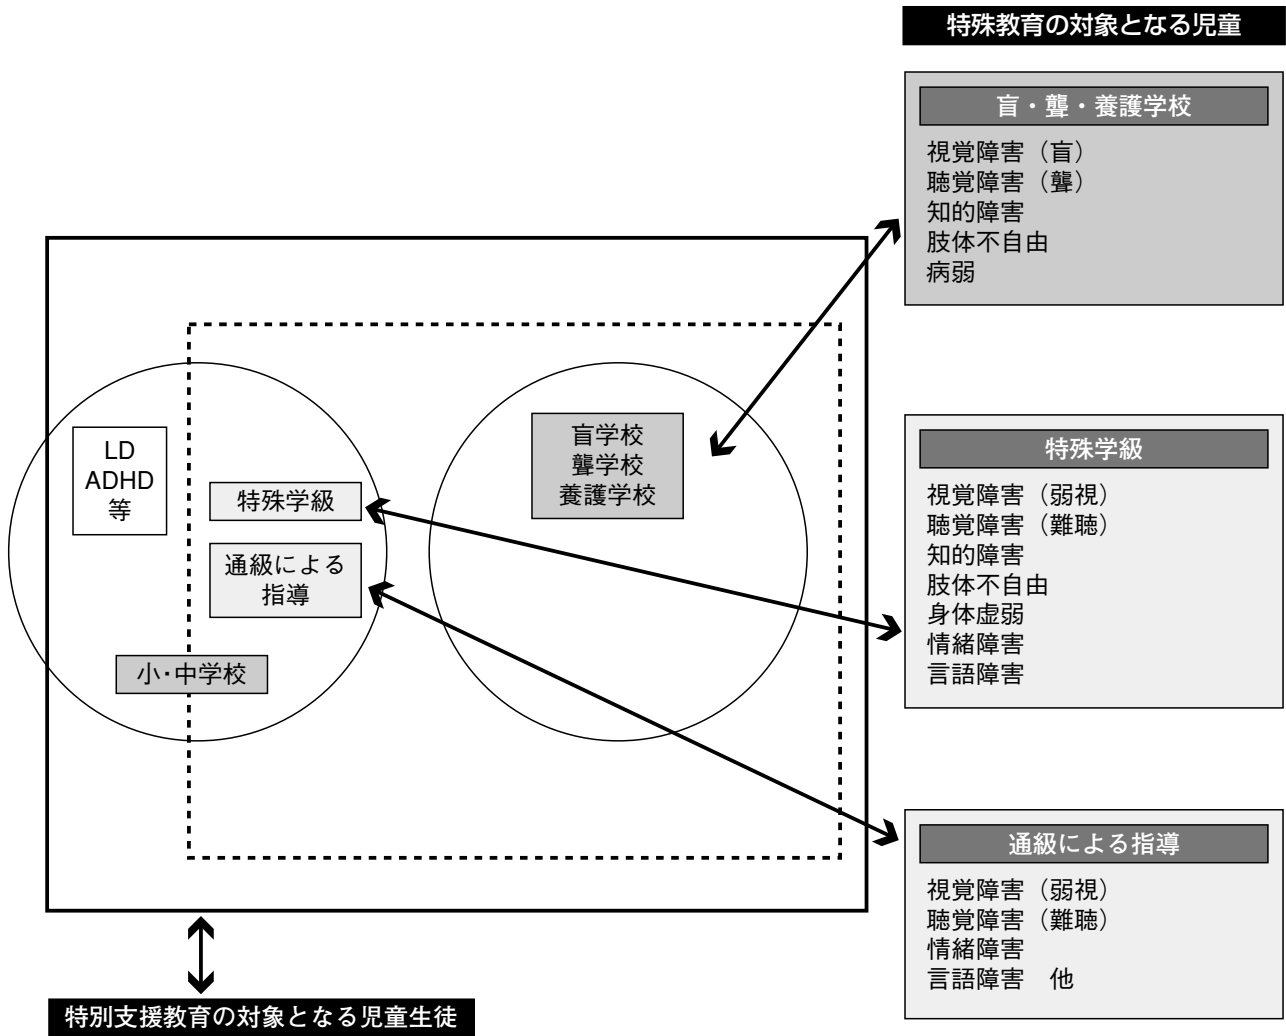 特殊教育の対象となる児童
盲・聾・養護学校
視覚障害（盲）
聴覚障害（聾）
知的障害
肢体不自由
病弱
LD
ADHD
等
特殊学級
通級による
指導
小・中学校
盲学校
聾学校
養護学校
特殊学級
視覚障害（弱視）
聴覚障害（難聴）
知的障害
肢体不自由
身体虚弱
情緒障害
言語障害
通級による指導
視覚障害（弱視）
聴覚障害（難聴）
情緒障害
言語障害　他
特別支援教育の対象となる児童生徒